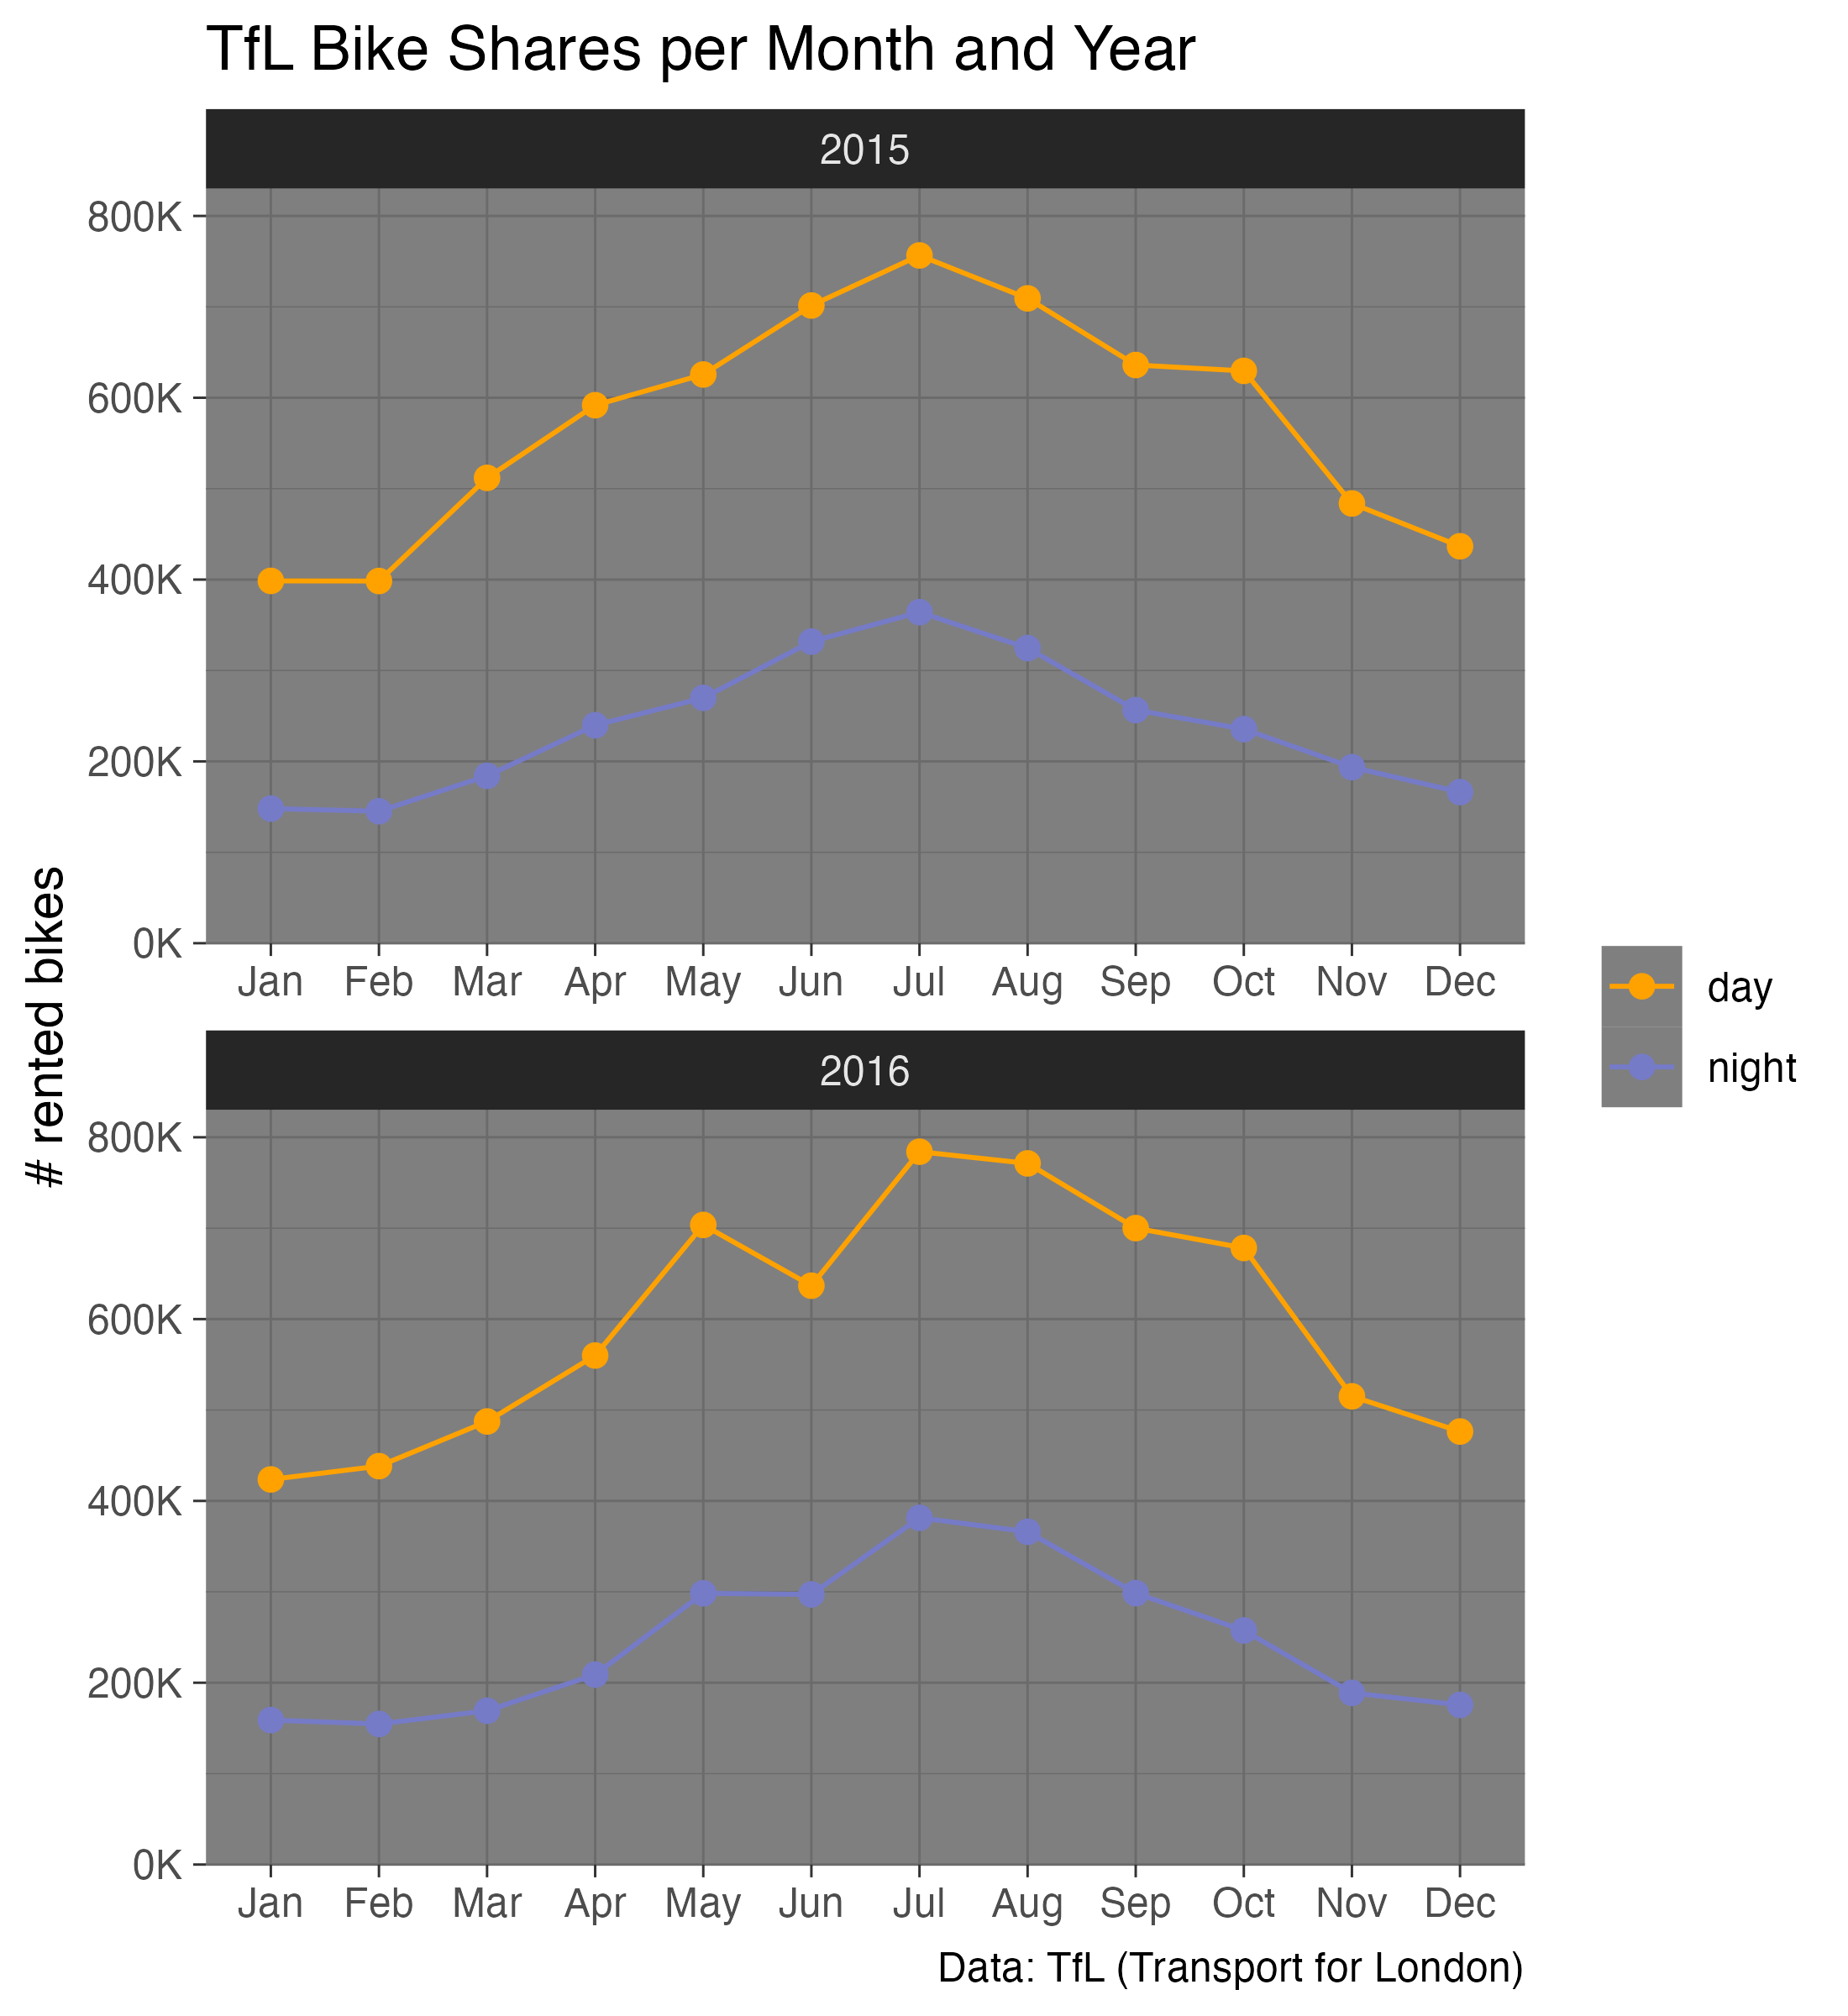 TfL Bike Shares per Month and Year
# rented bikes
2015
800K
600K
400K
200K
0K
Jan Feb Mar Apr May Jun Jul Aug Sep Oct Nov Dec
2016
800K
600K
400K
200K
0K
Jan Feb Mar Apr May Jun Jul Aug Sep Oct Nov Dec
day
night
Data: TfL (Transport for London)